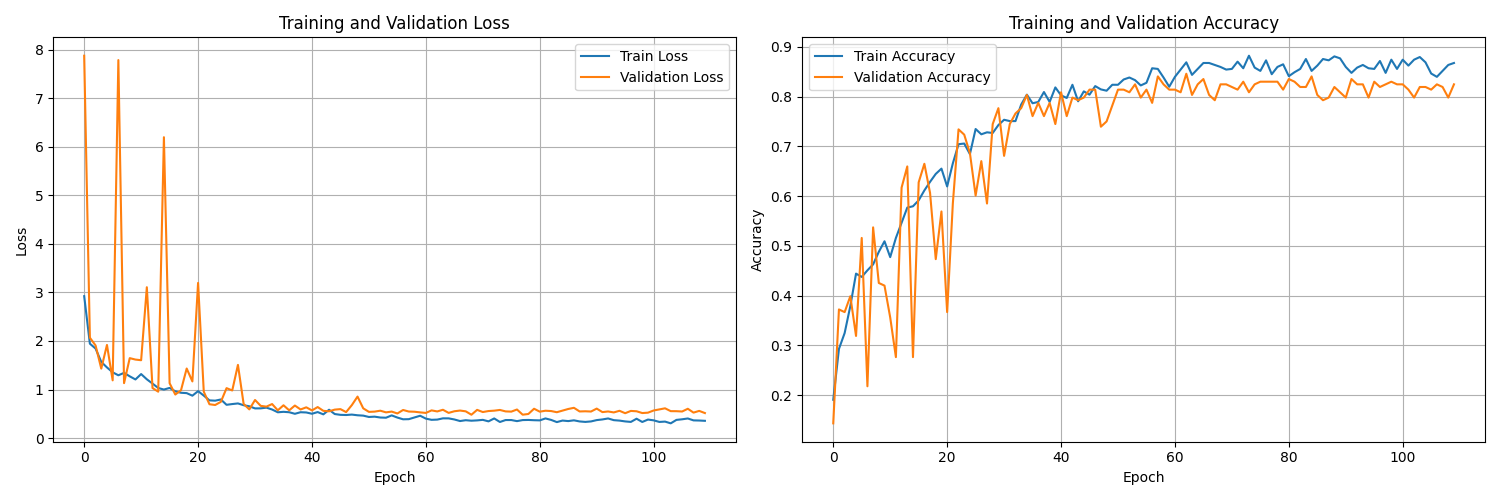 Training and Validation Loss
Train Loss
Validation Loss
8
7
6
5
4
3
2
1
0
Loss
0 20 40 60 80 100
Epoch
Training and Validation Accuracy
Train Accuracy
Validation Accuracy
0.9
0.8
0.7
0.6
0.5
0.4
0.3
0.2
Accuracy
0 20 40 60 80 100
Epoch